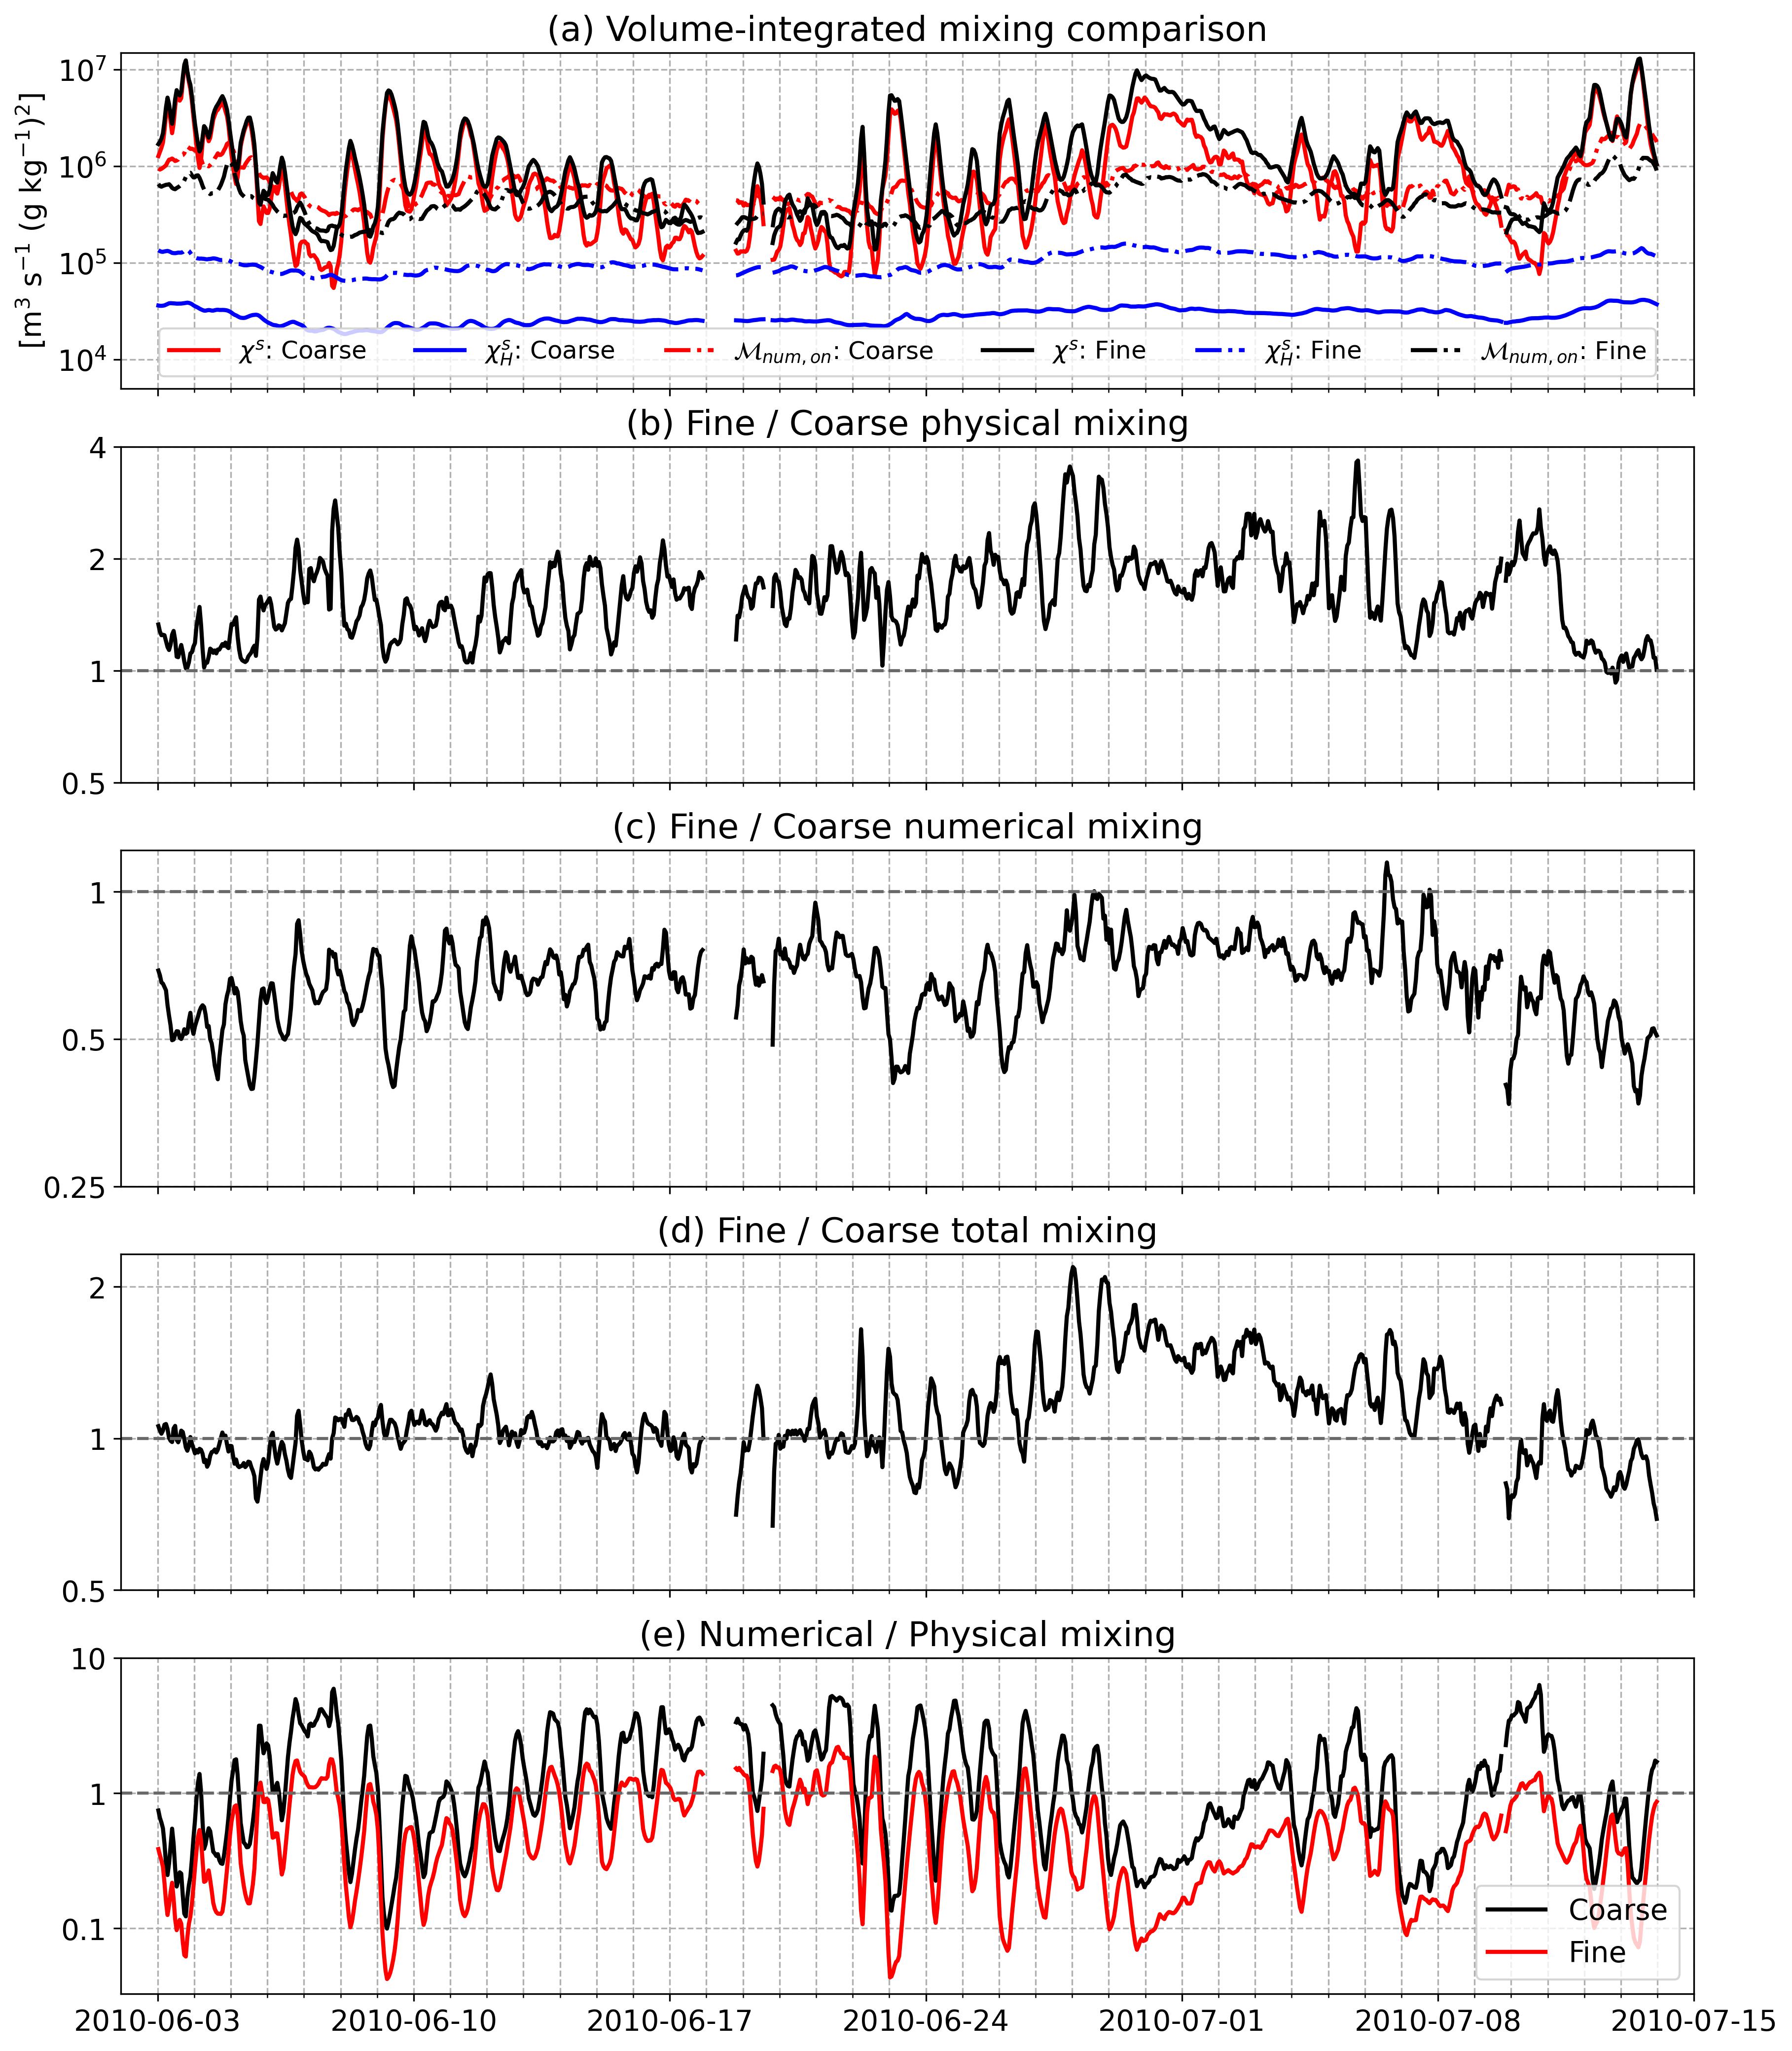 (a) Volume-integrated mixing comparison
[m³ s⁻¹ (g kg⁻¹)²]
10⁷
10⁶
10⁵
10⁴
χˢ: Coarse
χˢ_H: Coarse
ℳ_num,on: Coarse
χˢ: Fine
χˢ_H: Fine
ℳ_num,on: Fine
(b) Fine / Coarse physical mixing
4
2
1
0.5
(c) Fine / Coarse numerical mixing
1
0.5
0.25
(d) Fine / Coarse total mixing
2
1
0.5
(e) Numerical / Physical mixing
10
1
0.1
Coarse
Fine
2010-06-03 2010-06-10 2010-06-17 2010-06-24 2010-07-01 2010-07-08 2010-07-15